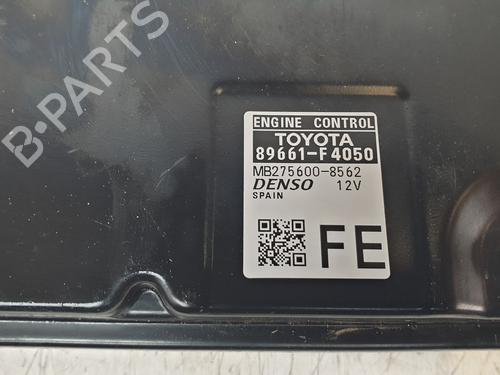 B-PARTS
ENGINE CONTROL
TOYOTA
89661-F4050
MB275600-8562
DENSO 12V
SPAIN
FE